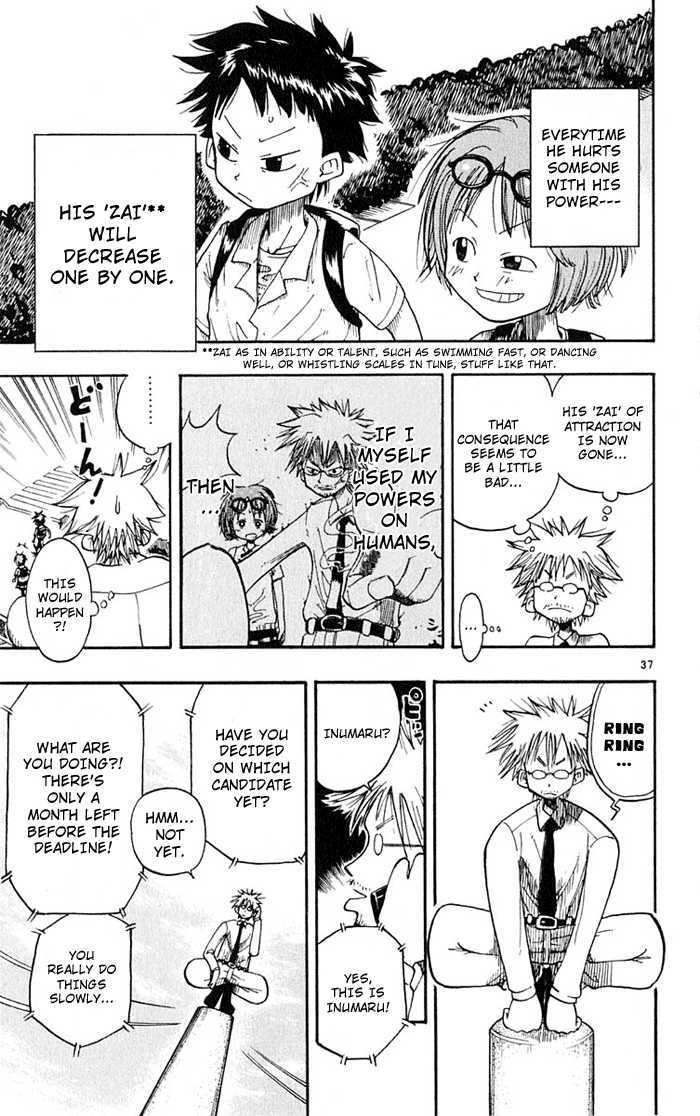 EVERYTIME
HE HURTS
SOMEONE
WITH HIS
POWER---
HIS 'ZAI'**
WILL
DECREASE
ONE BY ONE.
**ZAI AS IN ABILITY OR TALENT, SUCH AS SWIMMING FAST, OR DANCING
WELL, OR WHISTLING SCALES IN TUNE, STUFF LIKE THAT.
HIS 'ZAI' OF
ATTRACTION
IS NOW
GONE...
THAT
CONSEQUENCE
SEEMS TO
BE A LITTLE
BAD...
...
IF I
MYSELF
USED MY
POWERS
ON
HUMANS,
THEN
...
......
どーん!
THIS
WOULD
HAPPEN
?!
37
RING
RING
...
INUMARU?
YES,
THIS IS
INUMARU!
HAVE YOU
DECIDED
ON WHICH
CANDIDATE
YET?
HMM...
NOT
YET.
WHAT ARE
YOU DOING?!
THERE'S
ONLY A
MONTH LEFT
BEFORE THE
DEADLINE!
YOU
REALLY DO
THINGS
SLOWLY...